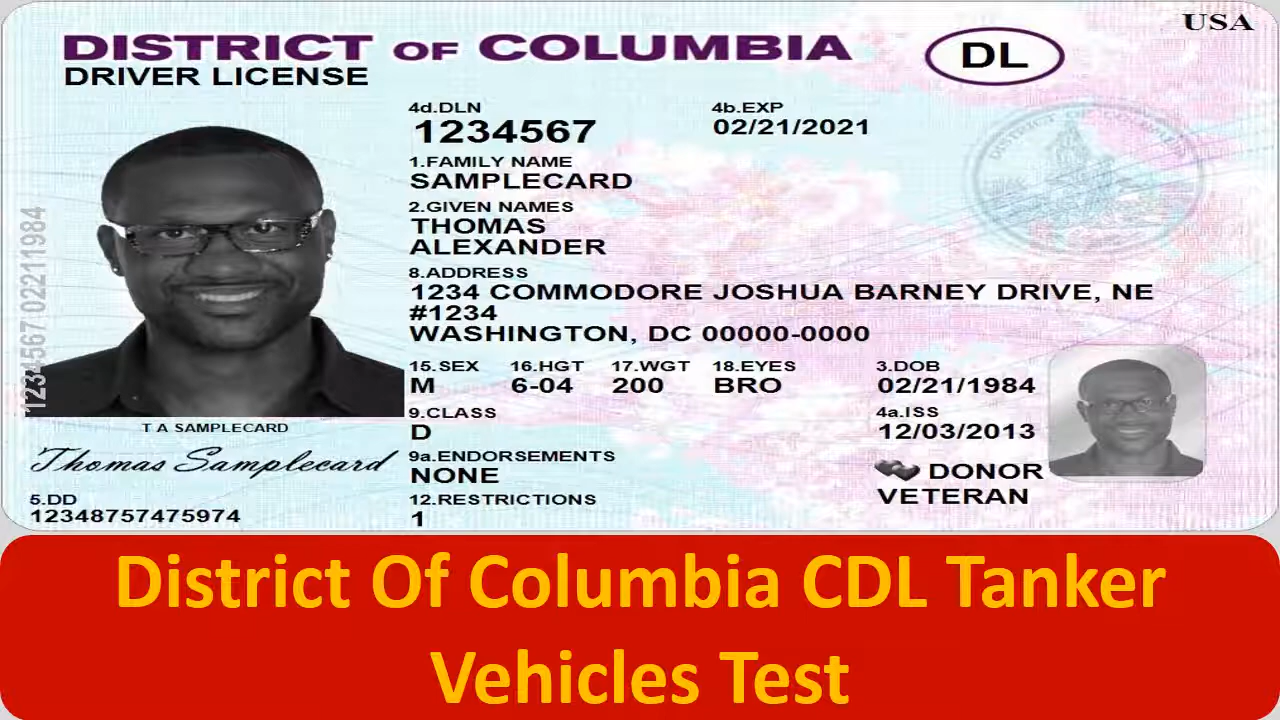 USA
DISTRICT OF COLUMBIA
DRIVER LICENSE
DL
4d.DLN
1234567
4b.EXP
02/21/2021
1.FAMILY NAME
SAMPLECARD
2.GIVEN NAMES
THOMAS
ALEXANDER
8.ADDRESS
1234 COMMODORE JOSHUA BARNEY DRIVE, NE
#1234
WASHINGTON, DC 00000-0000
15.SEX 16.HGT 17.WGT 18.EYES
M 6-04 200 BRO
3.DOB
02/21/1984
9.CLASS
D
4a.ISS
12/03/2013
9a.ENDORSEMENTS
NONE
DONOR
VETERAN
12.RESTRICTIONS
1
1234567 02211984
T A SAMPLECARD
Thomas Samplecard
5.DD
12348757475974
District Of Columbia CDL Tanker
Vehicles Test